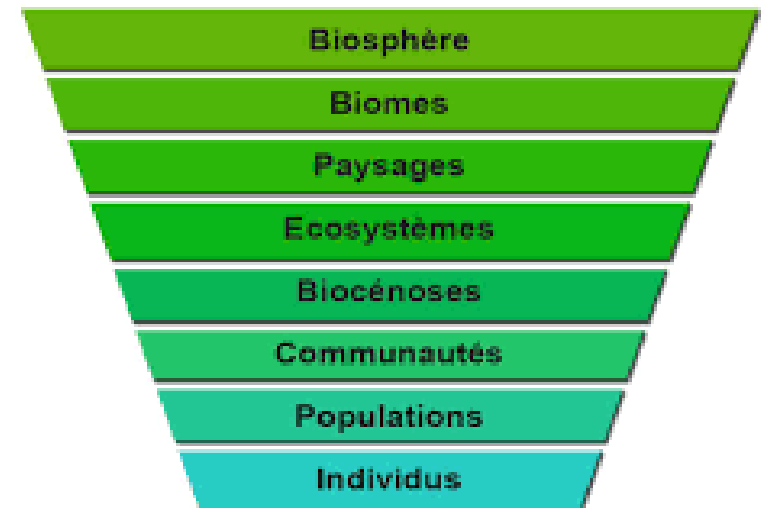 Biosphère
Biomes
Paysages
Ecosystèmes
Biocénoses
Communautés
Populations
Individus